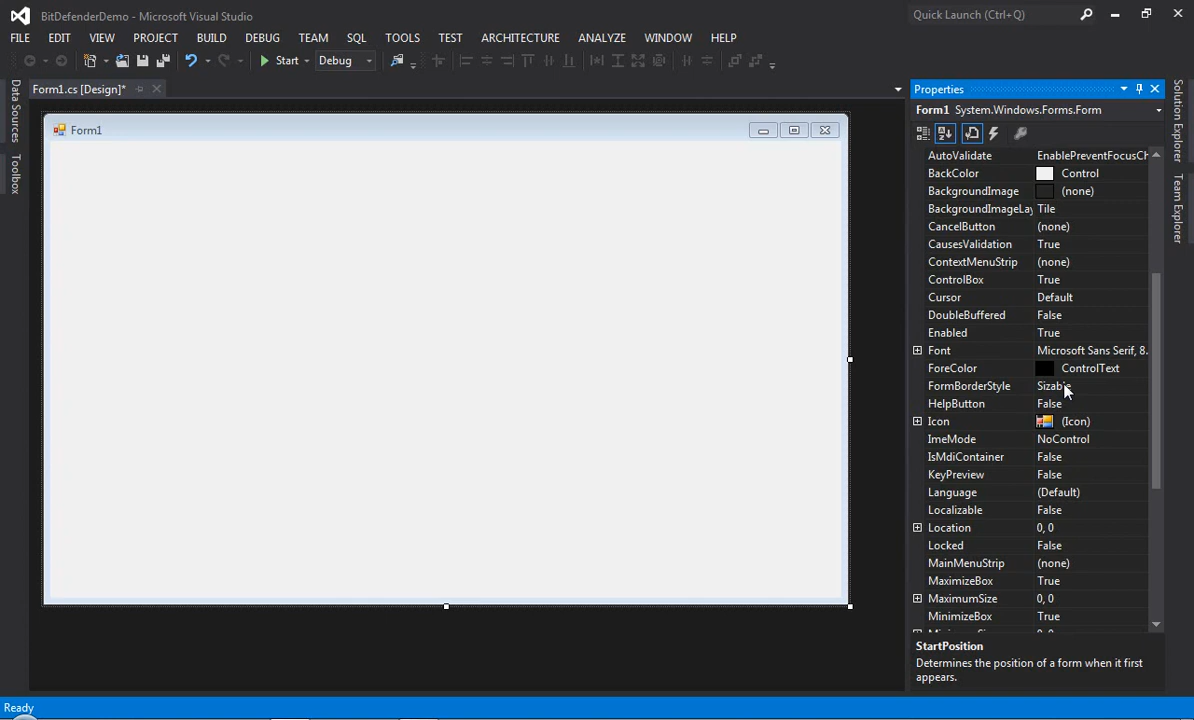 BitDefenderDemo - Microsoft Visual Studio
Quick Launch (Ctrl+Q)
FILE EDIT VIEW PROJECT BUILD DEBUG TEAM SQL TOOLS TEST ARCHITECTURE ANALYZE WINDOW HELP
Start Debug
Data Sources
Toolbox
Form1.cs [Design]*
Form1
Properties
Form1 System.Windows.Forms.Form
AutoValidate EnablePreventFocusCh
BackColor Control
BackgroundImage (none)
BackgroundImageLay Tile
CancelButton (none)
CausesValidation True
ContextMenuStrip (none)
ControlBox True
Cursor Default
DoubleBuffered False
Enabled True
Font Microsoft Sans Serif, 8.
ForeColor ControlText
FormBorderStyle Sizable
HelpButton False
Icon (Icon)
ImeMode NoControl
IsMdiContainer False
KeyPreview False
Language (Default)
Localizable False
Location 0, 0
Locked False
MainMenuStrip (none)
MaximizeBox True
MaximumSize 0, 0
MinimizeBox True
StartPosition
Determines the position of a form when it first
appears.
Solution Explorer
Team Explorer
Ready